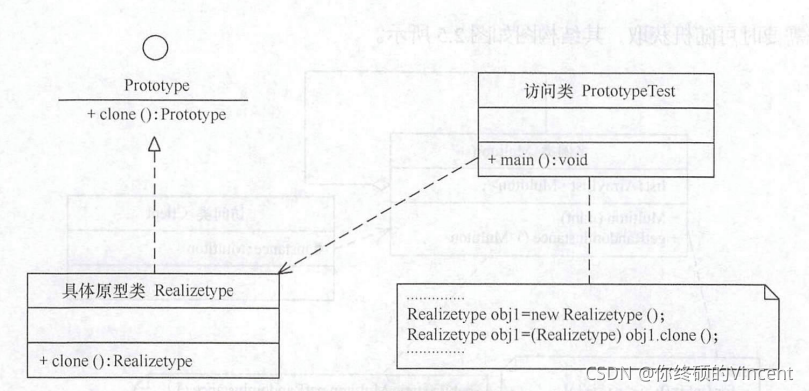 Prototype
+ clone ():Prototype
访问类 PrototypeTest
+ main ():void
具体原型类 Realizetype
+ clone ():Realizetype
..............
Realizetype obj1=new Realizetype ();
Realizetype obj1=(Realizetype) obj1.clone ();
..............
CSDN @你终硕的Vincent